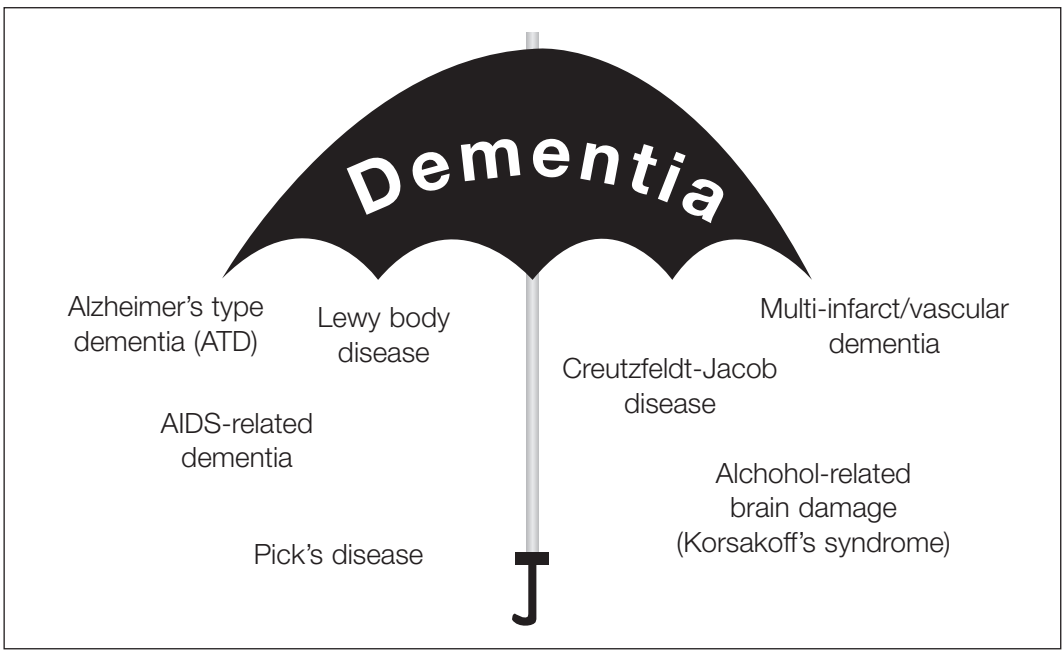 Dementia
Alzheimer’s type
dementia (ATD)
Lewy body
disease
Multi-infarct/vascular
dementia
Creutzfeldt-Jacob
disease
AIDS-related
dementia
Alchohol-related
brain damage
(Korsakoff’s syndrome)
Pick’s disease